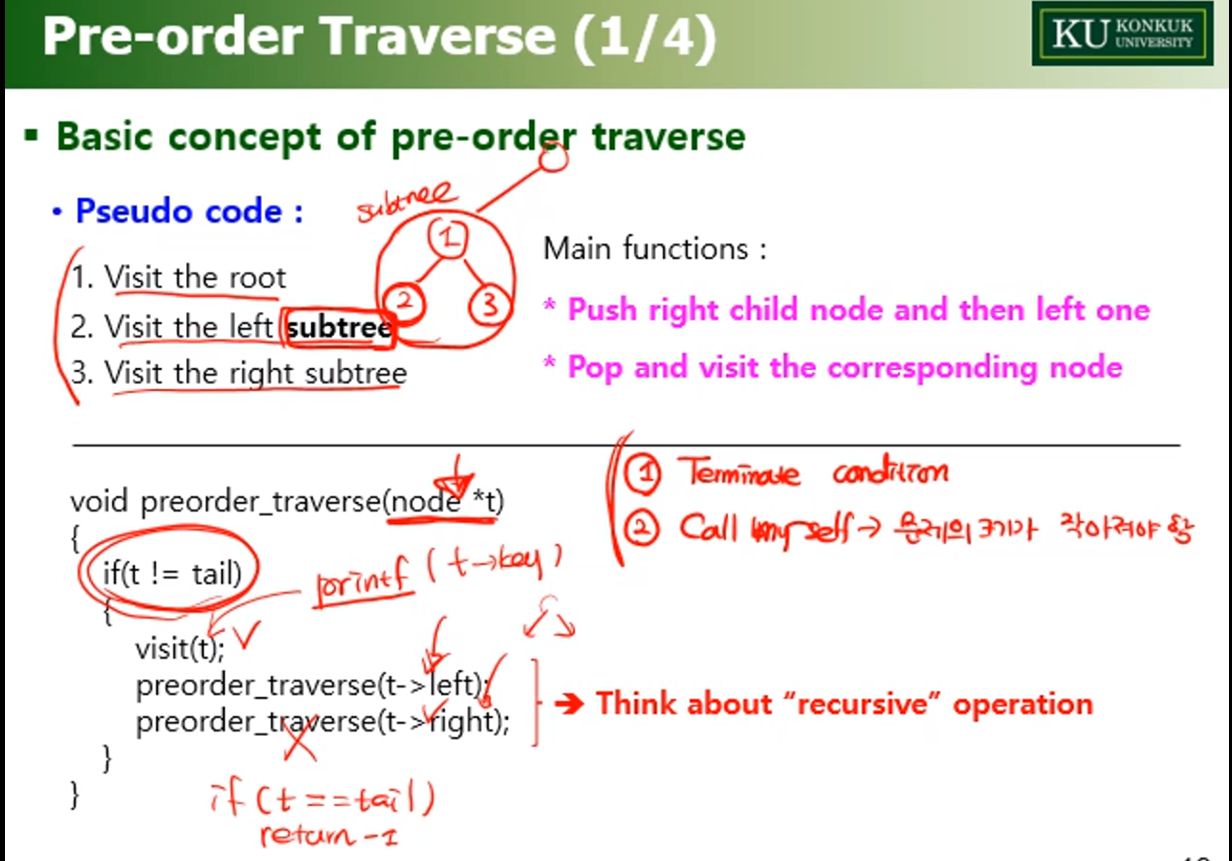 Pre-order Traverse (1/4)
KU KONKUK
UNIVERSITY
▪ Basic concept of pre-order traverse
• Pseudo code :
subtree
1
2
3
1. Visit the root
2. Visit the left subtree
3. Visit the right subtree
Main functions :
* Push right child node and then left one
* Pop and visit the corresponding node
① Terminate condition
② Call myself → 문제의 크기가 작아져야 함
void preorder_traverse(node *t)
{
if(t != tail)
printf (t→key)
{
visit(t);
preorder_traverse(t->left);
preorder_traverse(t->right);
}
}
➔ Think about “recursive” operation
if (t==tail)
return -1